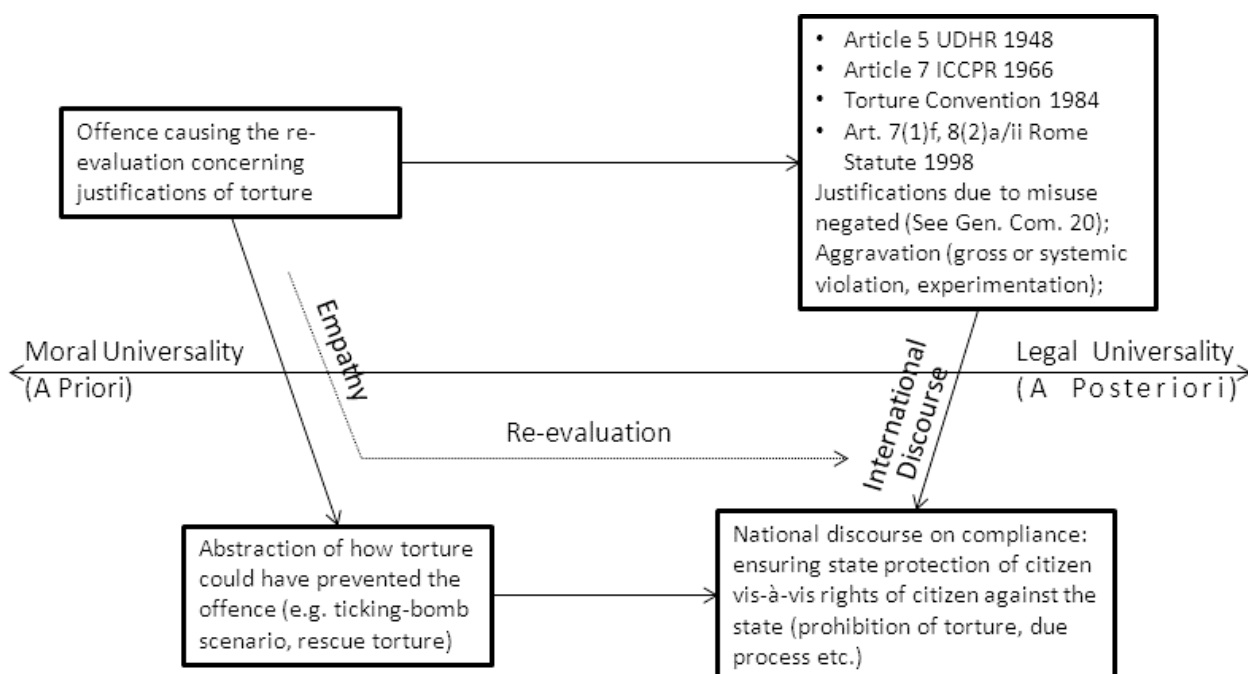 • Article 5 UDHR 1948
• Article 7 ICCPR 1966
• Torture Convention 1984
• Art. 7(1)f, 8(2)a/ii Rome
Statute 1998
Justifications due to misuse
negated (See Gen. Com. 20);
Aggravation (gross or systemic
violation, experimentation);
Offence causing the re-
evaluation concerning
justifications of torture
Empathy
Moral Universality
(A Priori)
International
Discourse
Legal Universality
(A Posteriori)
Re-evaluation
Abstraction of how torture
could have prevented the
offence (e.g. ticking-bomb
scenario, rescue torture)
National discourse on compliance:
ensuring state protection of citizen
vis-à-vis rights of citizen against the
state (prohibition of torture, due
process etc.)